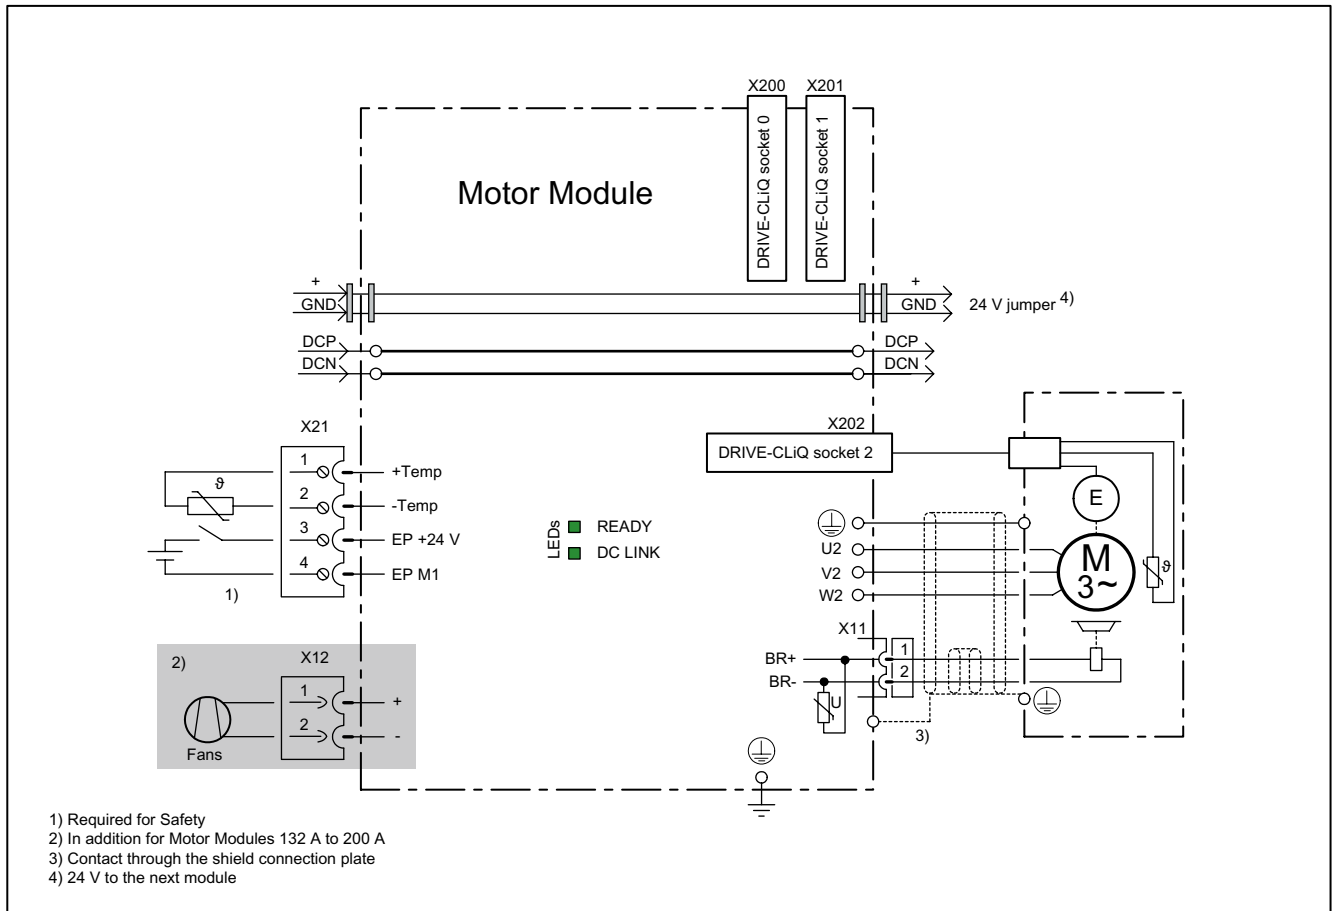 X200 X201
DRIVE-CLiQ socket 0
DRIVE-CLiQ socket 1
Motor Module
+ +
GND GND 24 V jumper 4)
DCP DCP
DCN DCN
X21
1 +Temp
ϑ
2 -Temp
3 EP +24 V
4 EP M1
1)
X202
DRIVE-CLiQ socket 2
E
LEDs
READY
DC LINK
U2
V2
W2
M
3~
ϑ
2)
X12
1 +
2 -
Fans
X11
BR+ 1
BR- 2
U
3)
1) Required for Safety
2) In addition for Motor Modules 132 A to 200 A
3) Contact through the shield connection plate
4) 24 V to the next module